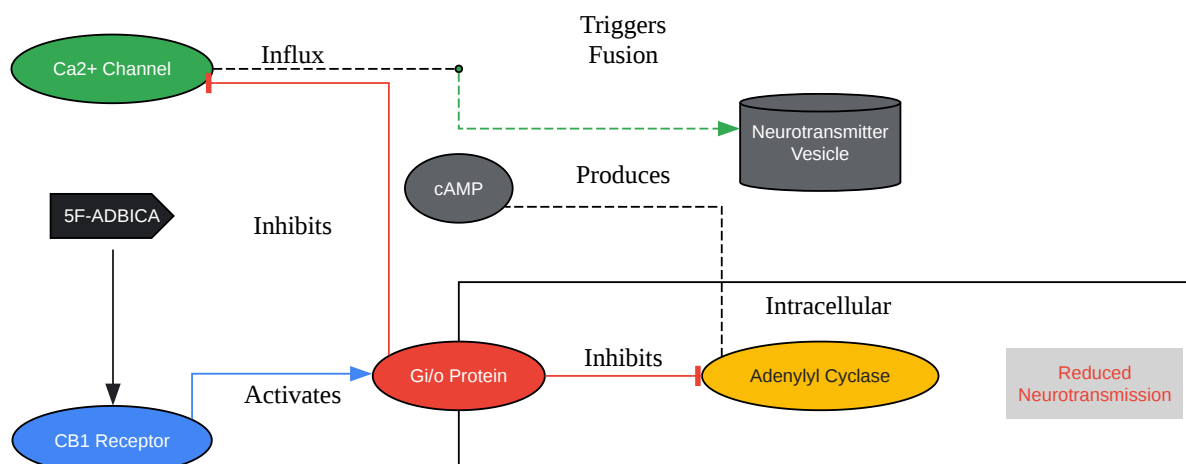 Triggers
Fusion
Influx
Ca2+ Channel
Neurotransmitter
Vesicle
Produces
cAMP
5F-ADBICA
Inhibits
Intracellular
Inhibits
Gi/o Protein
Adenylyl Cyclase
Reduced
Neurotransmission
Activates
CB1 Receptor